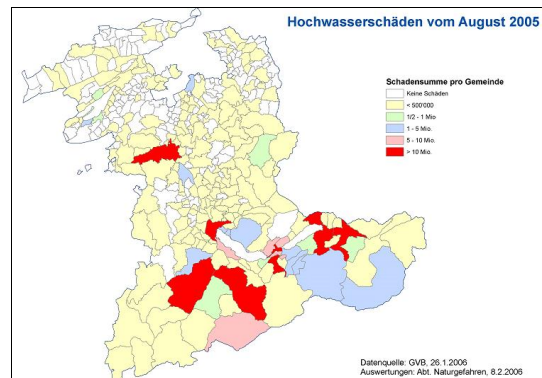 Hochwasserschäden vom August 2005
Schadensumme pro Gemeinde
Keine Schäden
< 500'000
1/2 - 1 Mio
1 - 5 Mio.
5 - 10 Mio.
> 10 Mio.
Datenquelle: GVB, 26.1.2006
Auswertungen: Abt. Naturgefahren, 8.2.2006